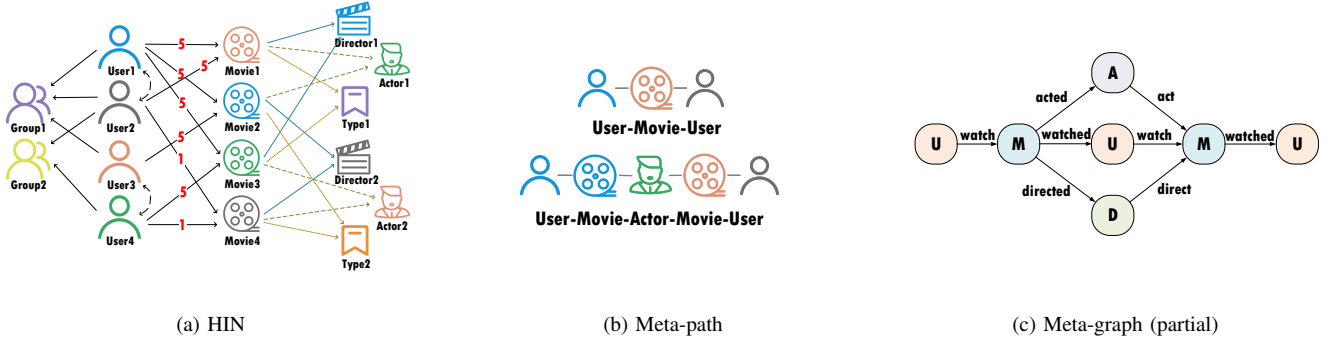 User1
User2
User3
User4
Group1
Group2
5
5
5
5
5
1
5
1
Movie1
Movie2
Movie3
Movie4
Director1
Actor1
Type1
Director2
Actor2
Type2
(a) HIN
User-Movie-User
User-Movie-Actor-Movie-User
(b) Meta-path
A
acted
act
U
watch
M
watched
U
watch
M
watched
U
directed
direct
D
(c) Meta-graph (partial)